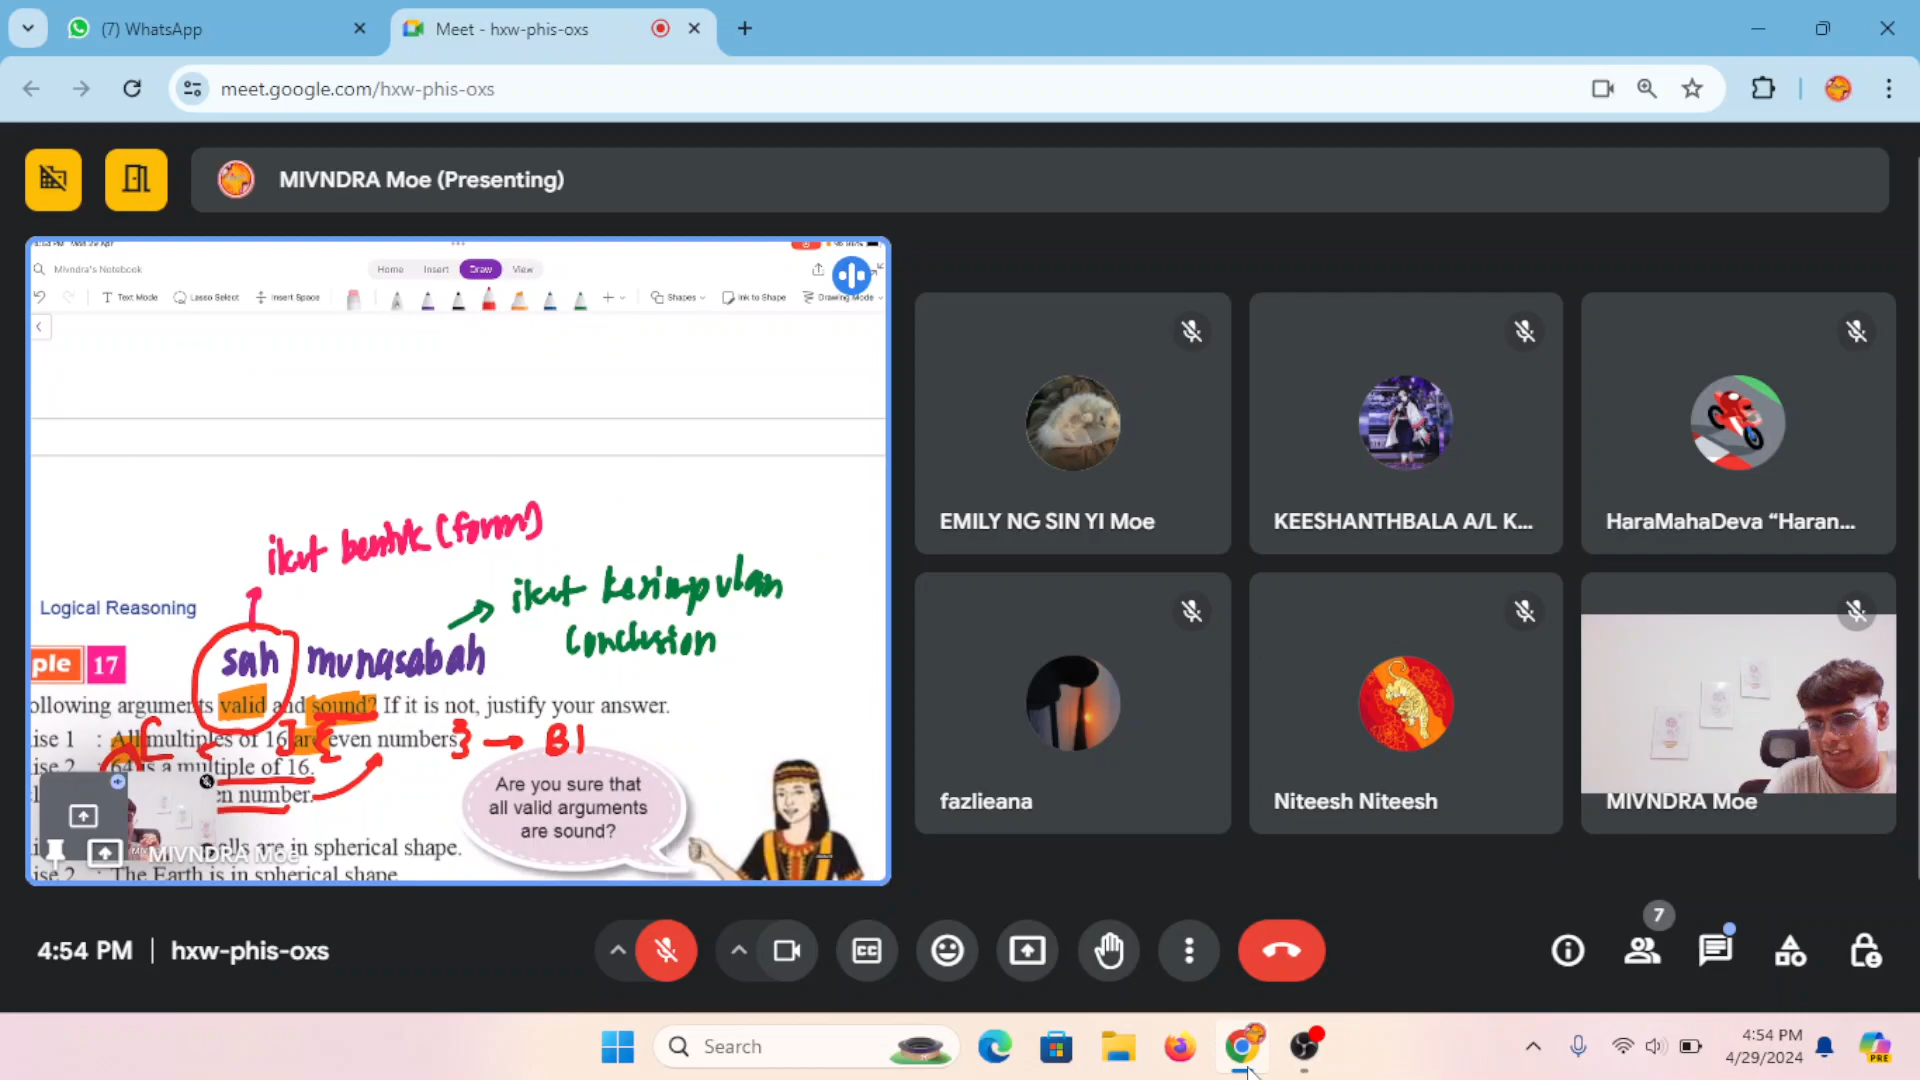 (7) WhatsApp
Meet - hxw-phis-oxs
meet.google.com/hxw-phis-oxs
MIVNDRA Moe (Presenting)
Mivndra's Notebook
Home
Insert
Draw
View
Text Mode
Lasso Select
Insert Space
Shapes
Ink to Shape
Drawing Mode
ikut bentuk (form)
ikut kesimpulan
conclusion
Logical Reasoning
sah munasabah
ple 17
ollowing arguments valid and sound? If it is not, justify your answer.
ise 1 : All multiples of 16 are even numbers → B1
ise 2 : 64 is a multiple of 16.
en number.
Are you sure that
all valid arguments
are sound?
alls are in spherical shape.
ise 2 : The Earth is in spherical shape
MIVNDRA Moe
EMILY NG SIN YI Moe
KEESHANTHBALA A/L K...
HaraMahaDeva “Haran...
fazlieana
Niteesh Niteesh
MIVNDRA Moe
4:54 PM | hxw-phis-oxs
7
Search
4:54 PM
4/29/2024
PRE